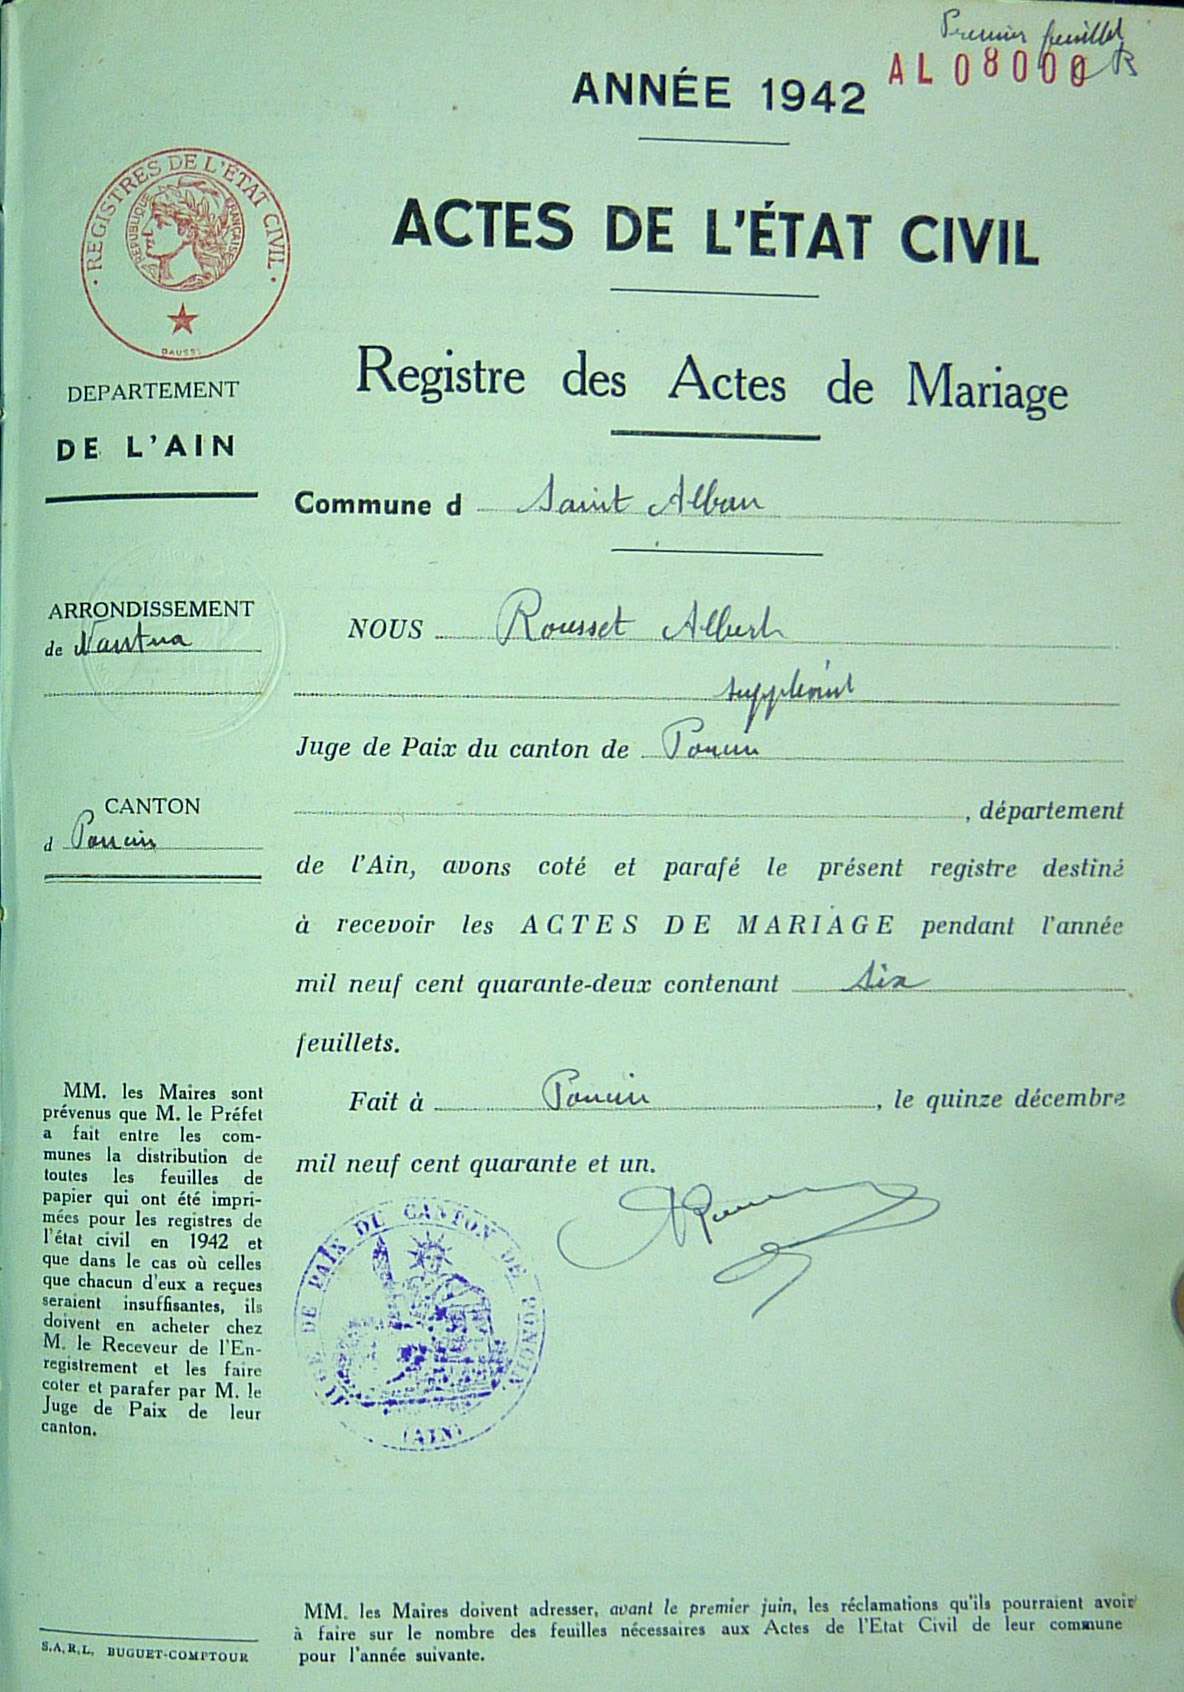 Premier feuillet
AL 08000
ANNÉE 1942
ACTES DE L'ÉTAT CIVIL
Registre des Actes de Mariage
· REGISTRES DE L'ÉTAT CIVIL ·
RÉPUBLIQUE FRANÇAISE
DEPARTEMENT
DE L'AIN
Commune d Saint Alban
ARRONDISSEMENT
de Nantua
NOUS Rousset Albert
suppléant
Juge de Paix du canton de Poncin
CANTON
d Poncin
, département
de l'Ain, avons coté et parafé le présent registre destiné
à recevoir les ACTES DE MARIAGE pendant l'année
mil neuf cent quarante-deux contenant six
feuillets.
Fait à Poncin, le quinze décembre
mil neuf cent quarante et un.
MM. les Maires sont
prévenus que M. le Préfet
a fait entre les com-
munes la distribution de
toutes les feuilles de
papier qui ont été impri-
mées pour les registres de
l'état civil en 1942 et
que dans le cas où celles
que chacun d'eux a reçues
seraient insuffisantes, ils
doivent en acheter chez
M. le Receveur de l'En-
registrement et les faire
coter et parafer par M. le
Juge de Paix de leur
canton.
DE PAIX DU CANTON DE PONCIN
(AIN)
MM. les Maires doivent adresser, avant le premier juin, les réclamations qu'ils pourraient avoir
à faire sur le nombre des feuilles nécessaires aux Actes de l'Etat Civil de leur commune
pour l'année suivante.
S.A.R.L. BUGUET-COMPTOUR